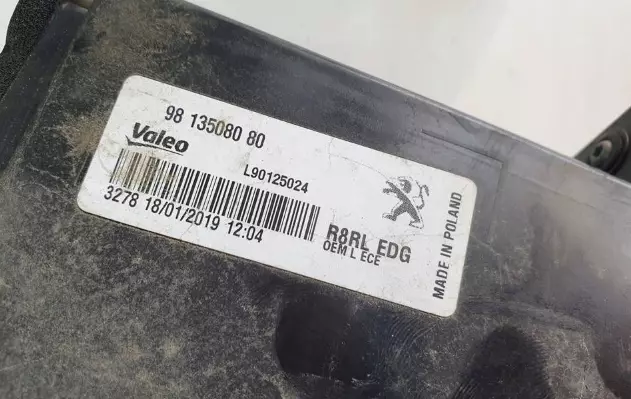 98 135080 80
Valeo
L90125024
3278 18/01/2019 12:04
R8RL EDG
OEM L ECE
MADE IN POLAND